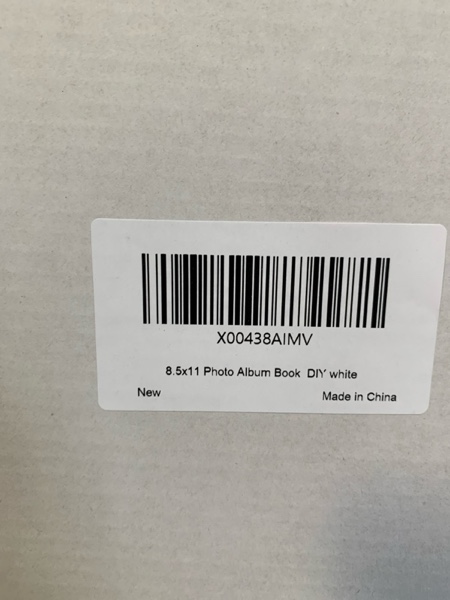 X00438AIMV
8.5x11 Photo Album Book DIY white
New
Made in China